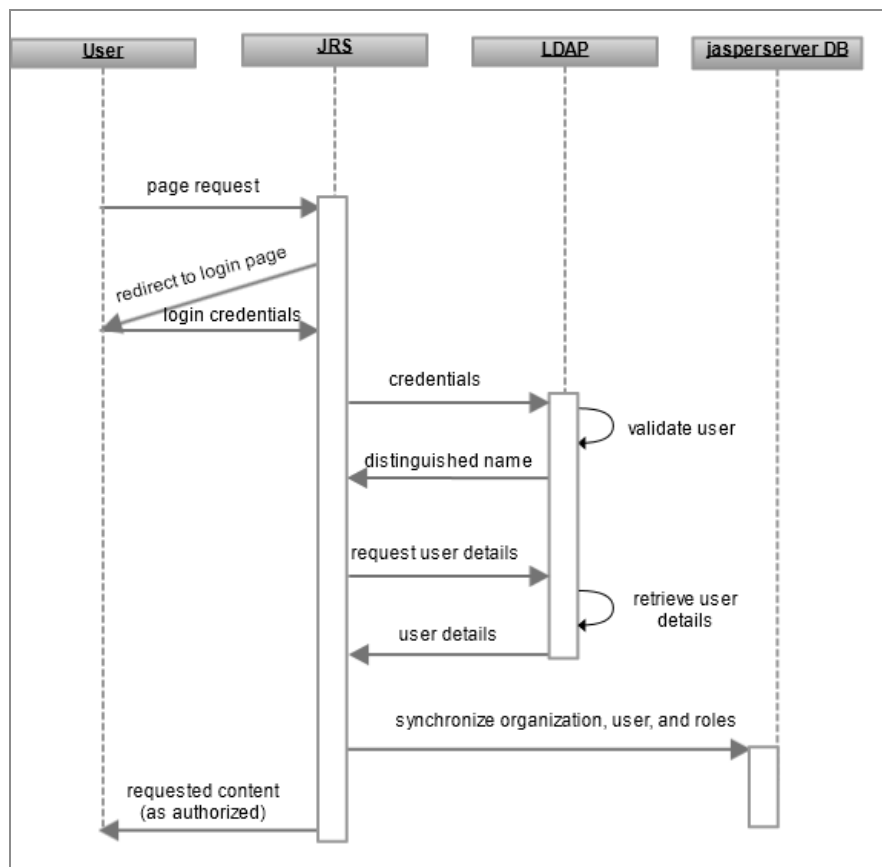 User
JRS
LDAP
jasperserver DB
page request
redirect to login page
login credentials
credentials
validate user
distinguished name
request user details
retrieve user
details
user details
synchronize organization, user, and roles
requested content
(as authorized)